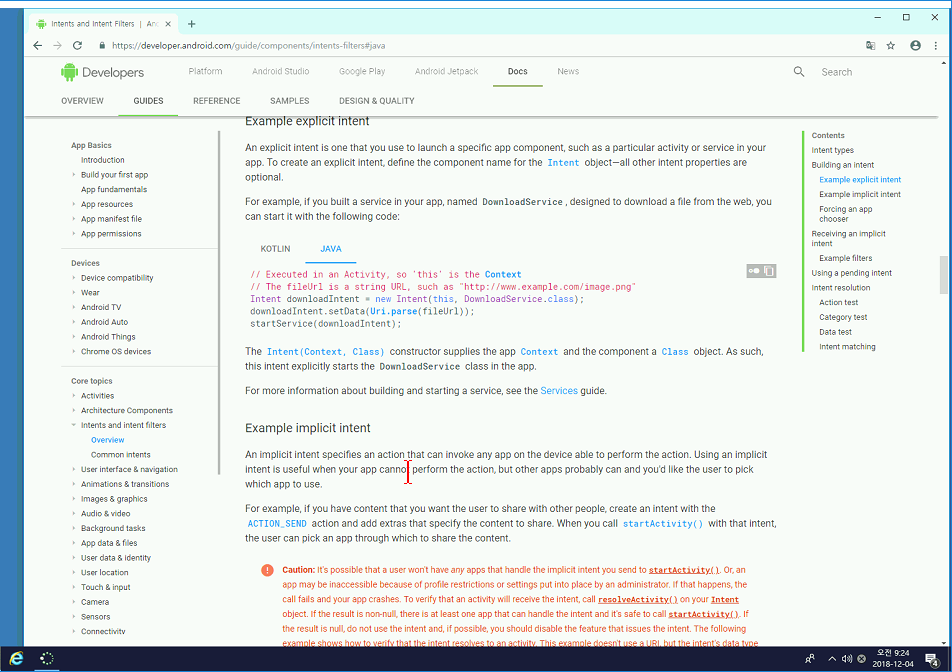 Intents and Intent Filters | And
https://developer.android.com/guide/components/intents-filters#java
Developers
Platform
Android Studio
Google Play
Android Jetpack
Docs
News
Search
OVERVIEW
GUIDES
REFERENCE
SAMPLES
DESIGN & QUALITY
App Basics
Introduction
Build your first app
App fundamentals
App resources
App manifest file
App permissions
Devices
Device compatibility
Wear
Android TV
Android Auto
Android Things
Chrome OS devices
Core topics
Activities
Architecture Components
Intents and intent filters
Overview
Common intents
User interface & navigation
Animations & transitions
Images & graphics
Audio & video
Background tasks
App data & files
User data & identity
User location
Touch & input
Camera
Sensors
Connectivity
Example explicit intent
An explicit intent is one that you use to launch a specific app component, such as a particular activity or service in your
app. To create an explicit intent, define the component name for the Intent object—all other intent properties are
optional.
For example, if you built a service in your app, named DownloadService, designed to download a file from the web, you
can start it with the following code:
KOTLIN
JAVA
// Executed in an Activity, so 'this' is the Context
// The fileUrl is a string URL, such as "http://www.example.com/image.png"
Intent downloadIntent = new Intent(this, DownloadService.class);
downloadIntent.setData(Uri.parse(fileUrl));
startService(downloadIntent);
The Intent(Context, Class) constructor supplies the app Context and the component a Class object. As such,
this intent explicitly starts the DownloadService class in the app.
For more information about building and starting a service, see the Services guide.
Example implicit intent
An implicit intent specifies an action that can invoke any app on the device able to perform the action. Using an implicit
intent is useful when your app cannot perform the action, but other apps probably can and you'd like the user to pick
which app to use.
For example, if you have content that you want the user to share with other people, create an intent with the
ACTION_SEND action and add extras that specify the content to share. When you call startActivity() with that intent,
the user can pick an app through which to share the content.
Caution: It's possible that a user won't have any apps that handle the implicit intent you send to startActivity(). Or, an
app may be inaccessible because of profile restrictions or settings put into place by an administrator. If that happens, the
call fails and your app crashes. To verify that an activity will receive the intent, call resolveActivity() on your Intent
object. If the result is non-null, there is at least one app that can handle the intent and it's safe to call startActivity(). If
the result is null, do not use the intent and, if possible, you should disable the feature that issues the intent. The following
example shows how to verify that the intent resolves to an activity. This example doesn't use a URI, but the intent's data type
Contents
Intent types
Building an intent
Example explicit intent
Example implicit intent
Forcing an app
chooser
Receiving an implicit
intent
Example filters
Using a pending intent
Intent resolution
Action test
Category test
Data test
Intent matching
오전 9:24
2018-12-04